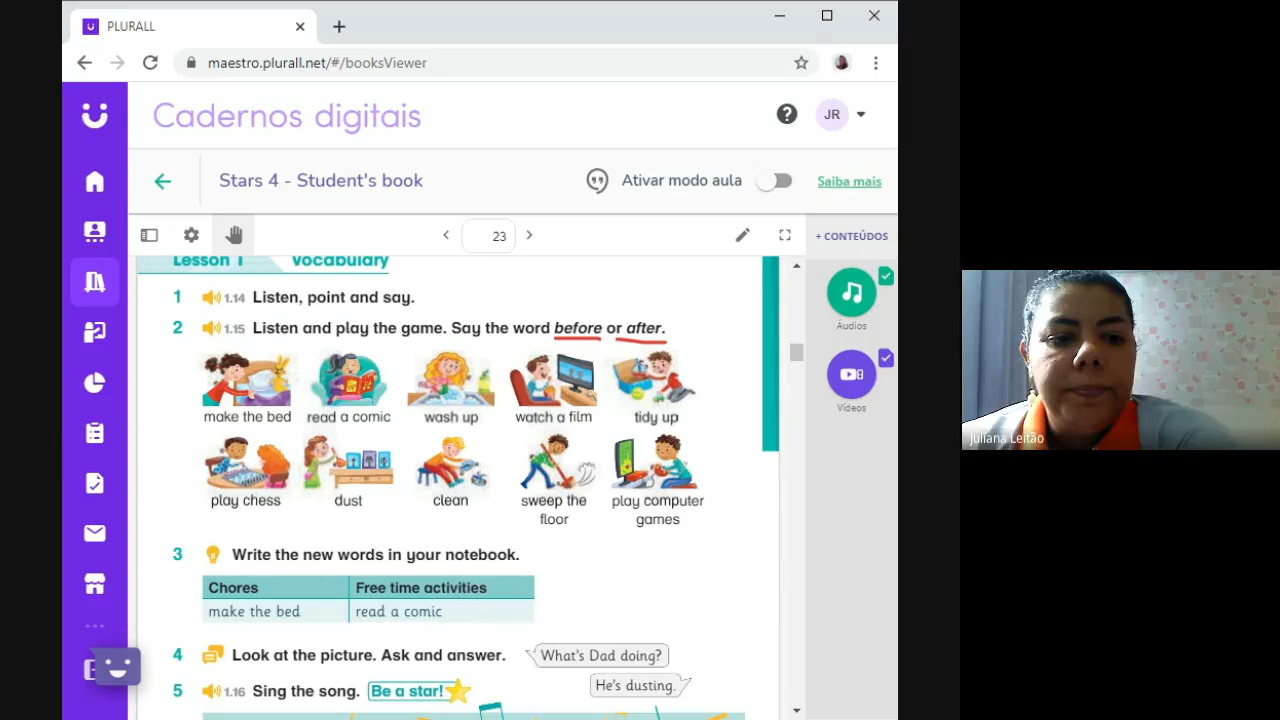 PLURALL
maestro.plurall.net/#/booksViewer
Cadernos digitais
JR
Stars 4 - Student's book
Ativar modo aula
Saiba mais
23
+ CONTEÚDOS
Lesson 1 Vocabulary
1 1.14 Listen, point and say.
2 1.15 Listen and play the game. Say the word before or after.
make the bed read a comic wash up watch a film tidy up
play chess dust clean sweep the floor play computer games
3 Write the new words in your notebook.
Chores Free time activities
make the bed read a comic
4 Look at the picture. Ask and answer.
What's Dad doing?
He's dusting.
5 1.16 Sing the song. Be a star!
Áudios
Vídeos
Juliana Leitão